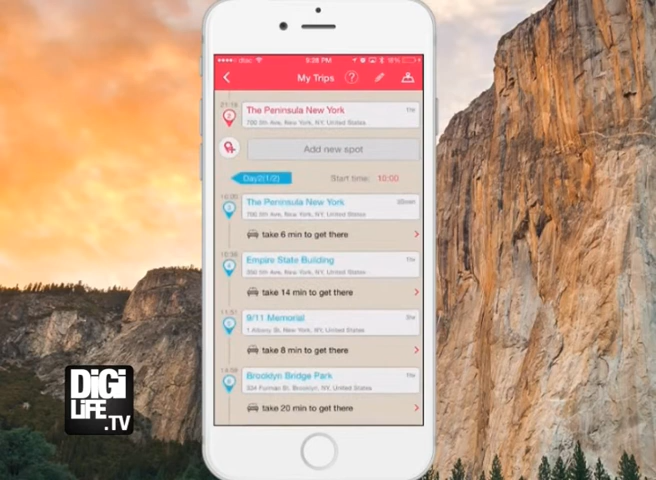 5:28 PM
My Trips
?
21:15
The Peninsula New York
700 5th Ave, New York, NY, United States
Add new spot
Day2(1/2)
Start time: 10:00
10:00
The Peninsula New York
700 5th Ave, New York, NY, United States
take 6 min to get there
Empire State Building
350 5th Ave, New York, NY, United States
take 14 min to get there
9/11 Memorial
1 Albany St, New York, NY, United States
take 8 min to get there
Brooklyn Bridge Park
334 Furman St, Brooklyn, NY, United States
take 20 min to get there
DiGi
LiFE
.TV